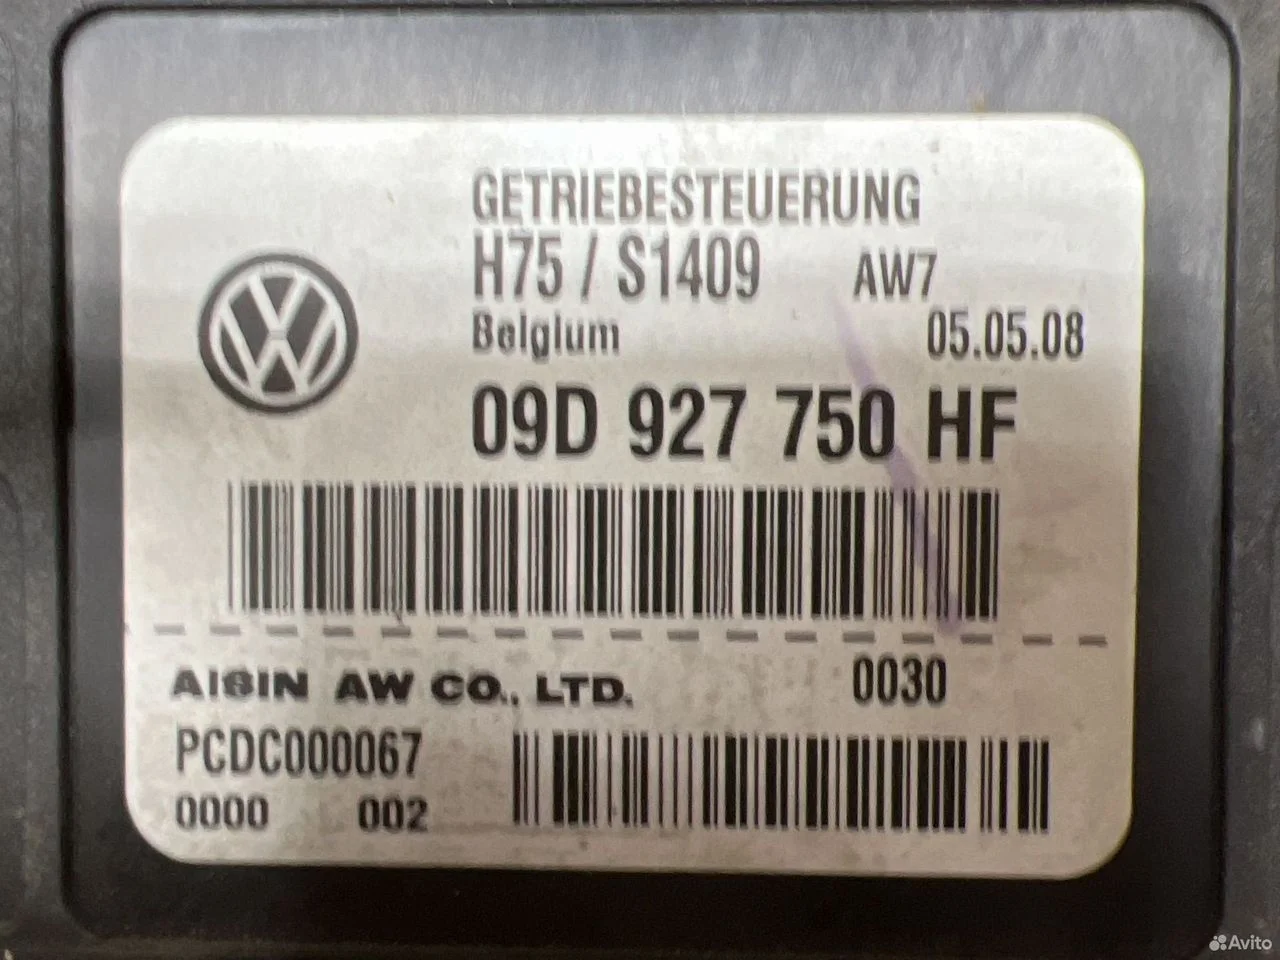 GETRIEBESTEUERUNG
H75 / S1409 AW7
Belgium 05.05.08
09D 927 750 HF
AISIN AW CO., LTD. 0030
PCDC000067
0000 002
Avito